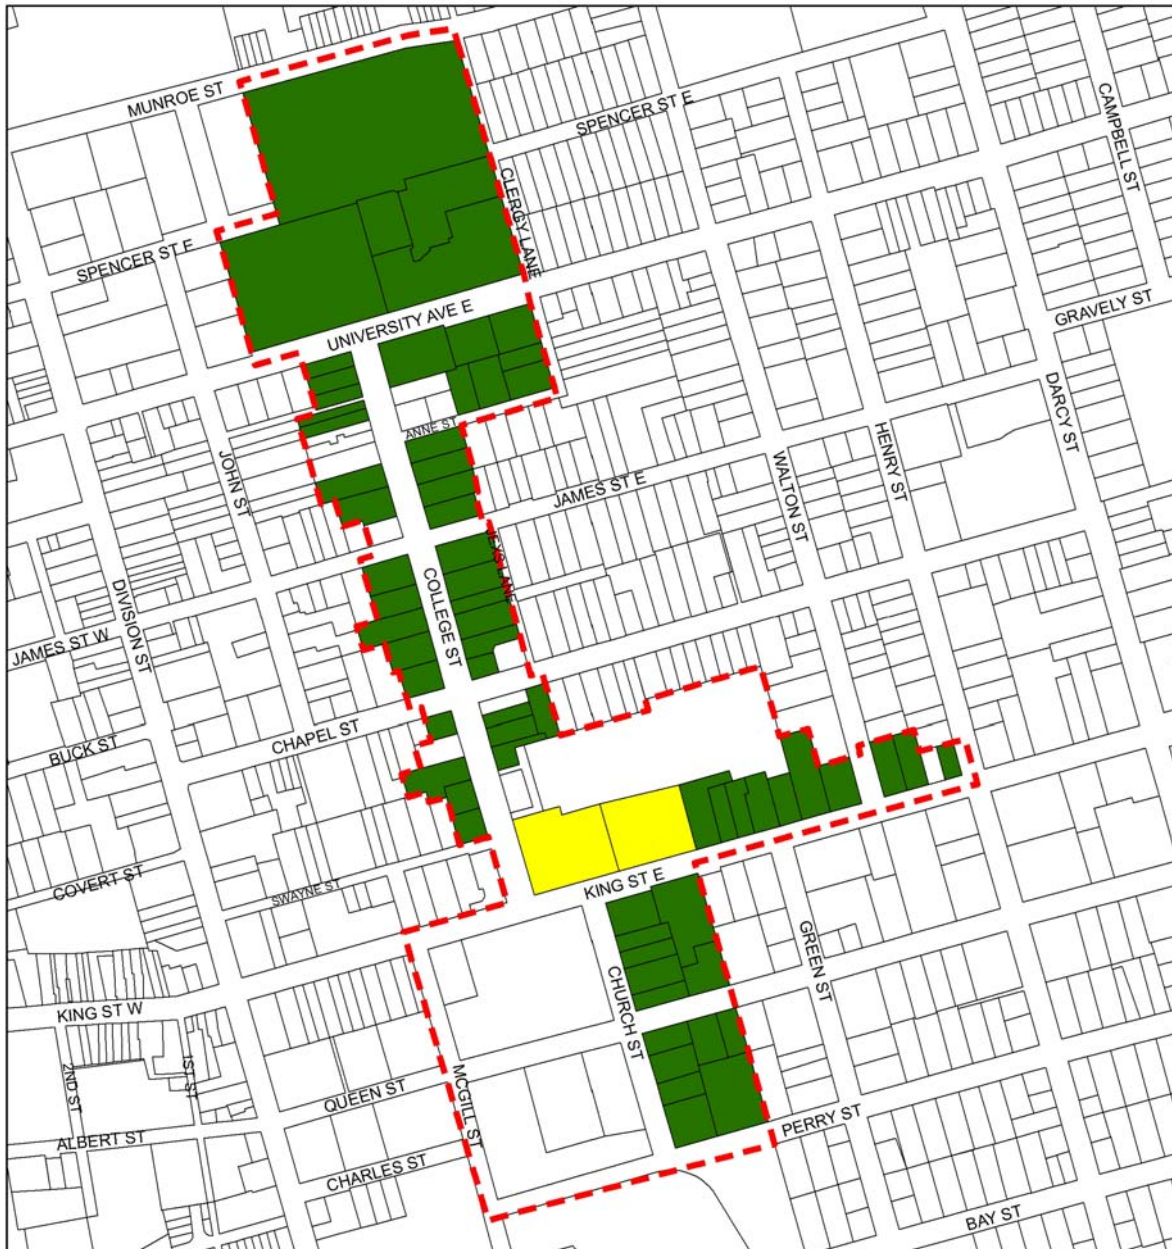 MUNROE ST
SPENCER ST E
CAMPBELL ST
CLERGY LANE
SPENCER ST E
UNIVERSITY AVE E
GRAVELY ST
DARCY ST
ANNE ST
HENRY ST
JOHN ST
WALTON ST
JAMES ST E
COLLEGE ST
DIVISION ST
JAMES ST W
CHAPEL ST
BUCK ST
COVERT ST
SWAYNE ST
KING ST E
GREEN ST
CHURCH ST
KING ST W
2ND ST
1ST ST
MCGILL ST
QUEEN ST
PERRY ST
ALBERT ST
CHARLES ST
BAY ST